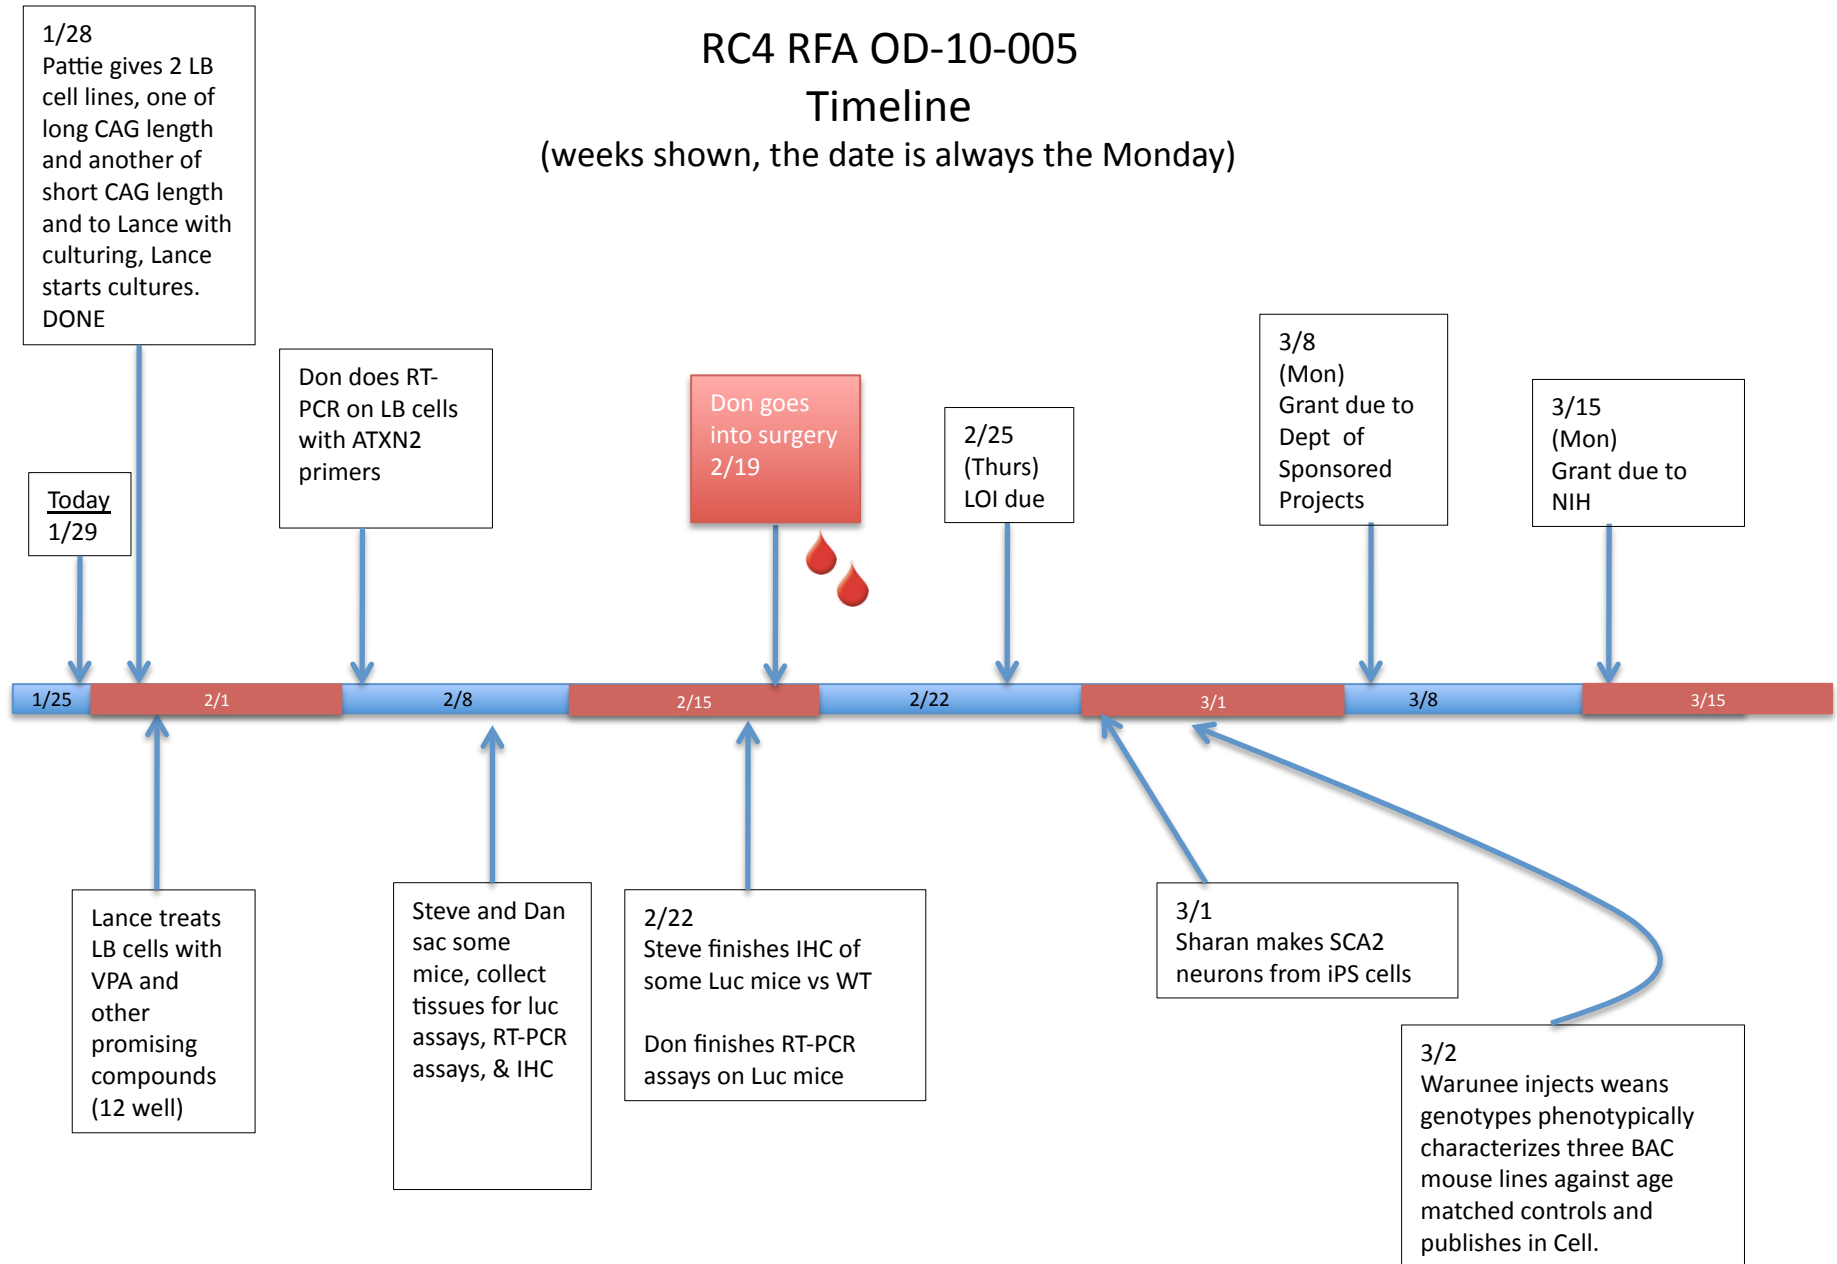 1/28
Pattie gives 2 LB
cell lines, one of
long CAG length
and another of
short CAG length
and to Lance with
culturing, Lance
starts cultures.
DONE
RC4 RFA OD-10-005
Timeline
(weeks shown, the date is always the Monday)
Today
1/29
Don does RT-
PCR on LB cells
with ATXN2
primers
Don goes
into surgery
2/19
2/25
(Thurs)
LOI due
3/8
(Mon)
Grant due to
Dept of
Sponsored
Projects
3/15
(Mon)
Grant due to
NIH
1/25
2/1
2/8
2/15
2/22
3/1
3/8
3/15
Lance treats
LB cells with
VPA and
other
promising
compounds
(12 well)
Steve and Dan
sac some
mice, collect
tissues for luc
assays, RT-PCR
assays, & IHC
2/22
Steve finishes IHC of
some Luc mice vs WT
Don finishes RT-PCR
assays on Luc mice
3/1
Sharan makes SCA2
neurons from iPS cells
3/2
Warunee injects weans
genotypes phenotypically
characterizes three BAC
mouse lines against age
matched controls and
publishes in Cell.